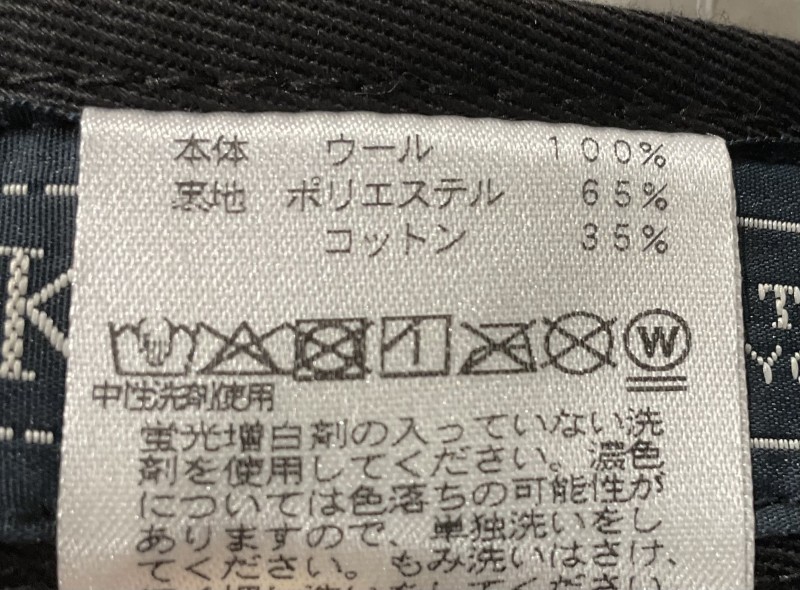 本体 ウール 100%
裏地 ポリエステル 65%
コットン 35%
W
中性洗剤使用
蛍光増白剤の入っていない洗
剤を使用してください。濃色
については色落ちの可能性が
ありますので、単独洗いをし
てください。もみ洗いはさけ、
K
T